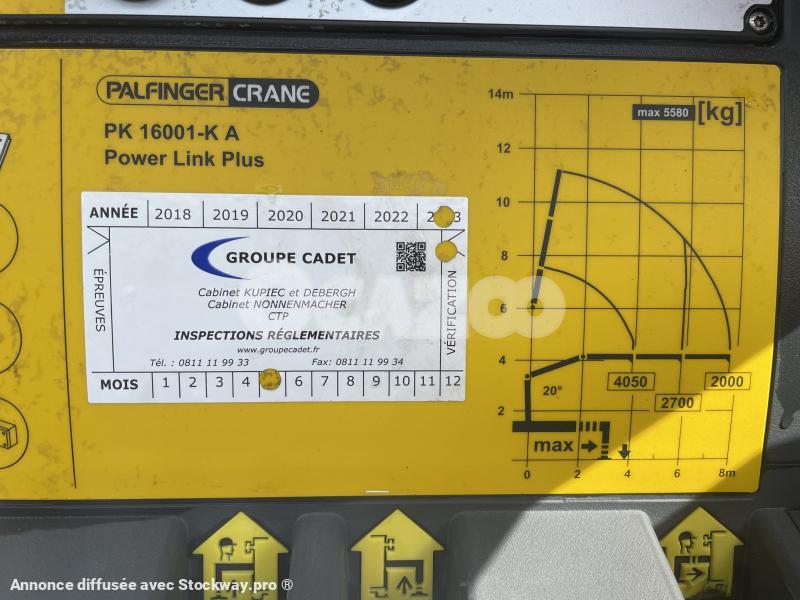 PALFINGER CRANE
PK 16001-K A
Power Link Plus
ANNÉE 2018 2019 2020 2021 2022
GROUPE CADET
Cabinet KUPIEC et DEBERGH
Cabinet NONNENMACHER
CTP
INSPECTIONS RÉGLEMENTAIRES
www.groupecadet.fr
Tél. : 0811 11 99 33 Fax: 0811 11 99 34
ÉPREUVES
VÉRIFICATION
MOIS 1 2 3 4 6 7 8 9 10 11 12
14m
max 5580 [kg]
12
10
8
6
4
2
20°
4050
2700
2000
max
0 2 4 6 8m
Annonce diffusée avec Stockway.pro ®